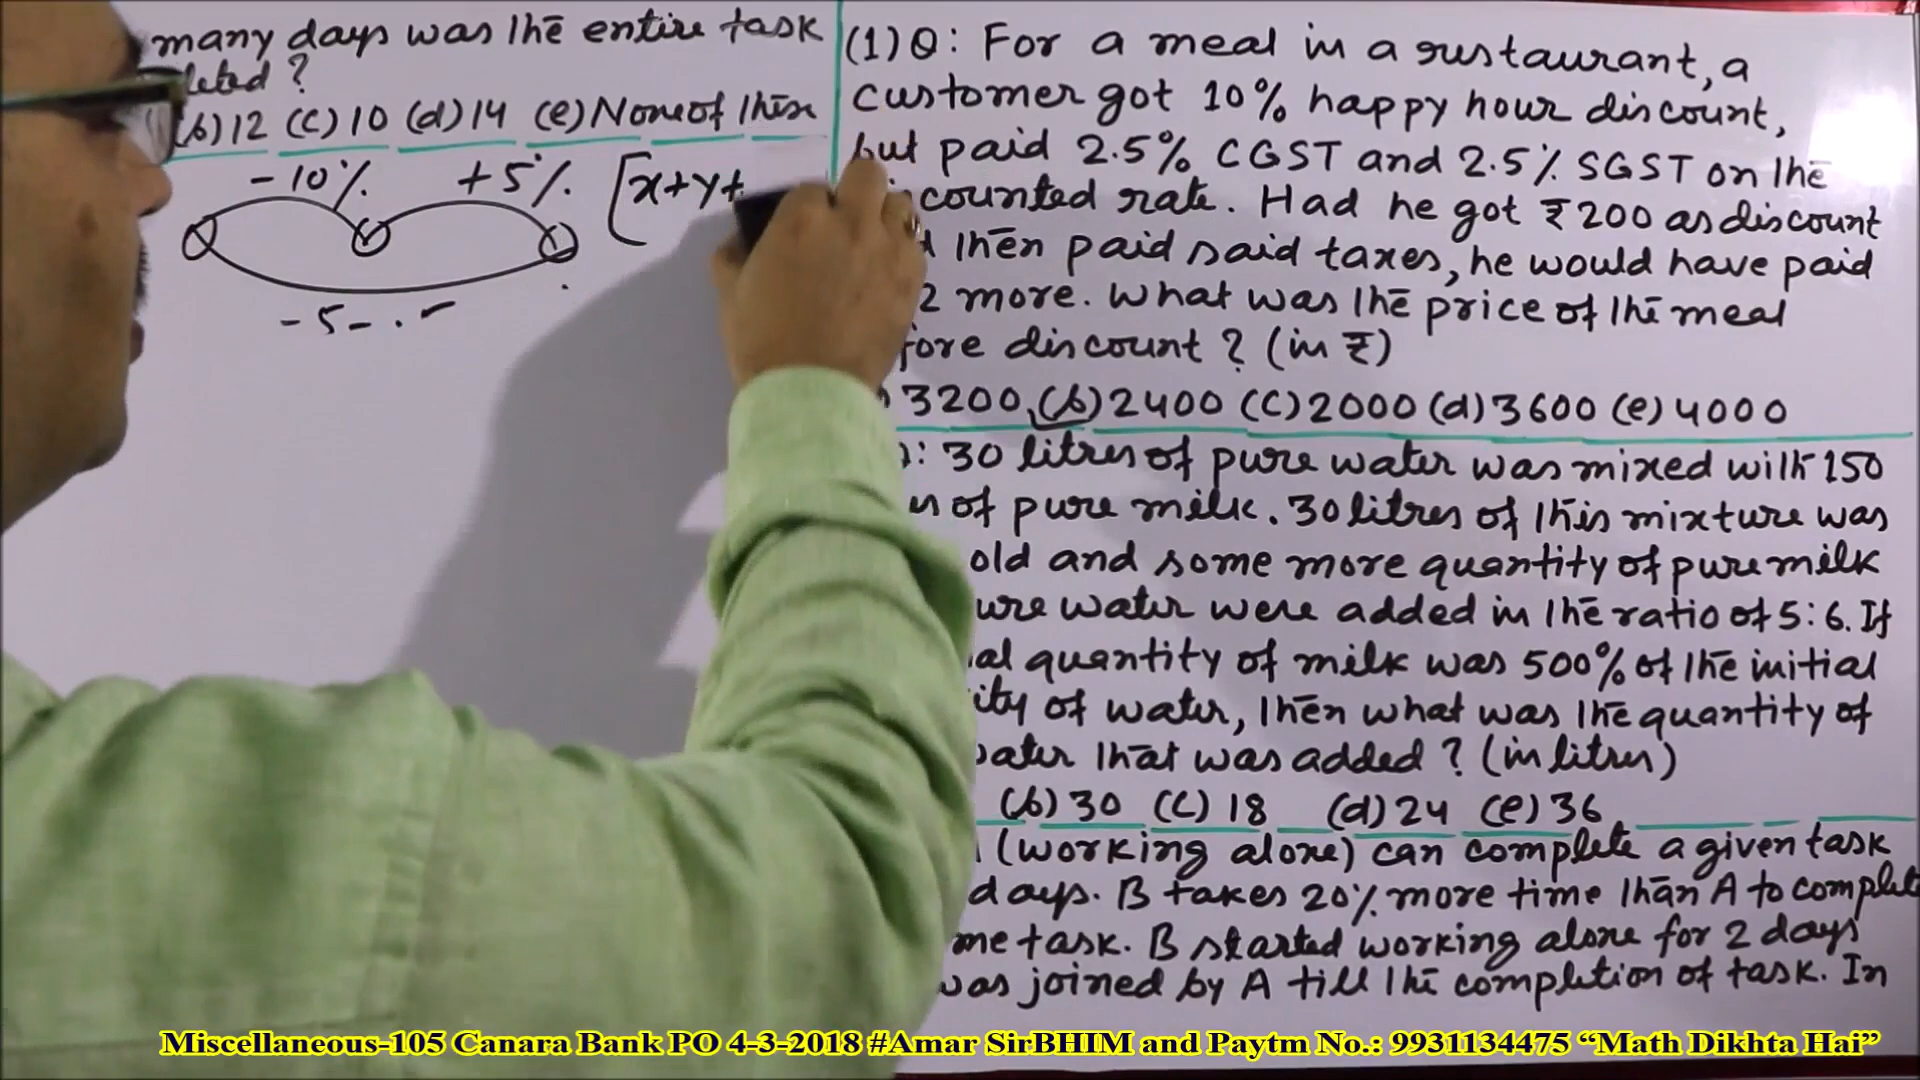 many days was the entire task
leted ?
(b) 12 (c) 10 (d) 14 (e) None of these
-10% +5% [x+y+
-5
(1) Q: For a meal in a restaurant, a
customer got 10% happy hour discount,
but paid 2.5% CGST and 2.5% SGST on the
counted rate. Had he got ₹200 as discount
then paid said taxes, he would have paid
2 more. What was the price of the meal
fore discount ? (in ₹)
3200, (b) 2400 (c) 2000 (d) 3600 (e) 4000
: 30 litres of pure water was mixed with 150
of pure milk. 30 litres of this mixture was
old and some more quantity of pure milk
ure water were added in the ratio of 5:6. If
al quantity of milk was 500% of the initial
ity of water, then what was the quantity of
ater that was added ? (in litres)
(b) 30 (c) 18 (d) 24 (e) 36
(working alone) can complete a given task
days. B takes 20% more time than A to complete
me task. B started working alone for 2 days
was joined by A till the completion of task. In
Miscellaneous-105 Canara Bank PO 4-3-2018 #Amar SirBHIM and Paytm No.: 9931134475 “Math Dikhta Hai”